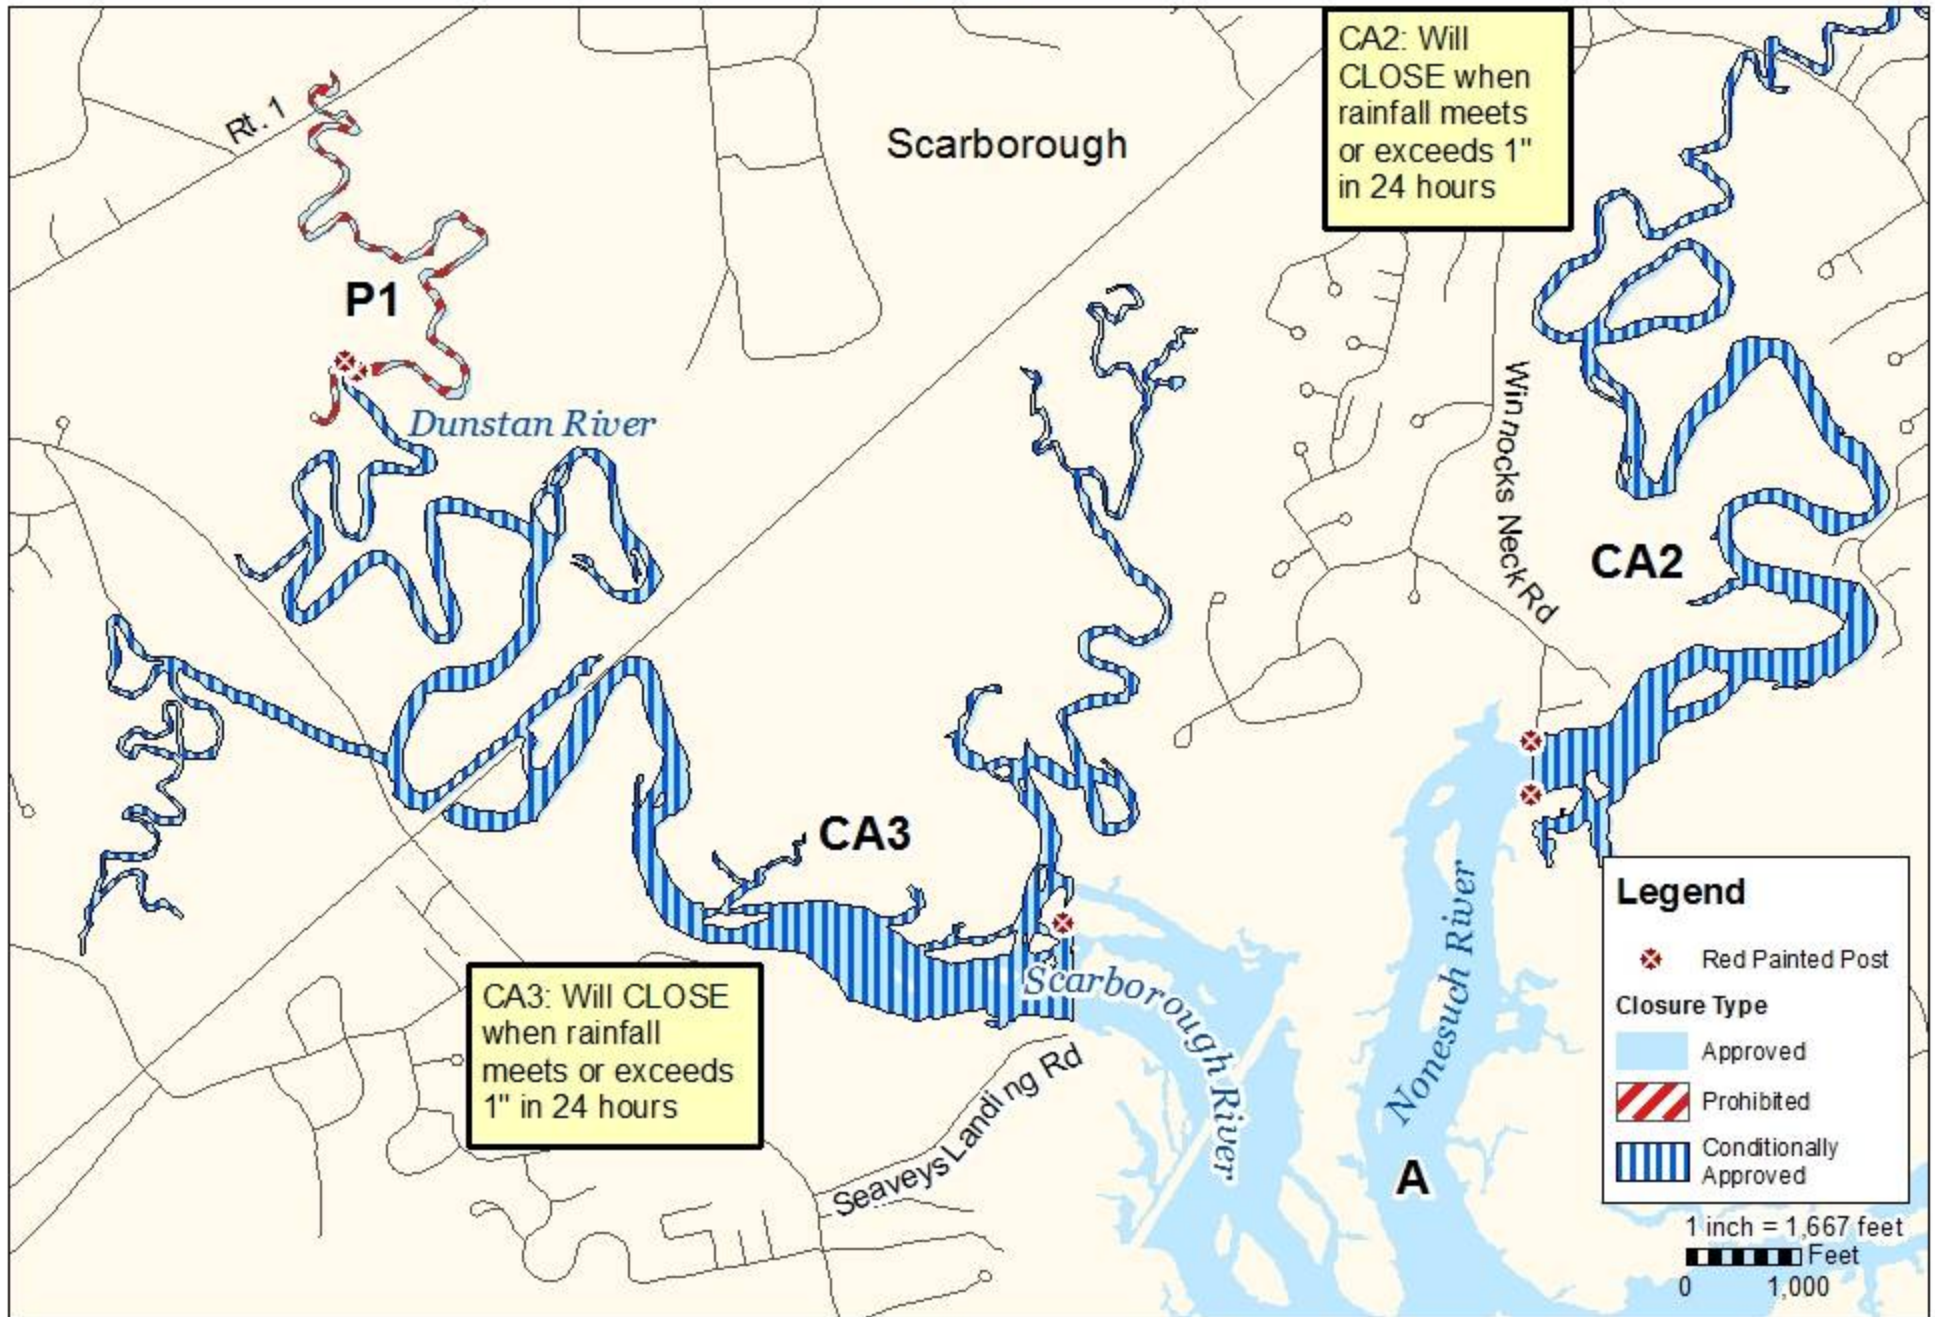 CA2: Will
CLOSE when
rainfall meets
or exceeds 1"
in 24 hours
Rt. 1
Scarborough
P1
Dunstan River
Winnocks Neck Rd
CA2
CA3
CA3: Will CLOSE
when rainfall
meets or exceeds
1" in 24 hours
Scarborough River
Nonesuch River
Seaveys Landing Rd
A
Legend
Red Painted Post
Closure Type
Approved
Prohibited
Conditionally
Approved
1 inch = 1,667 feet
Feet
0 1,000